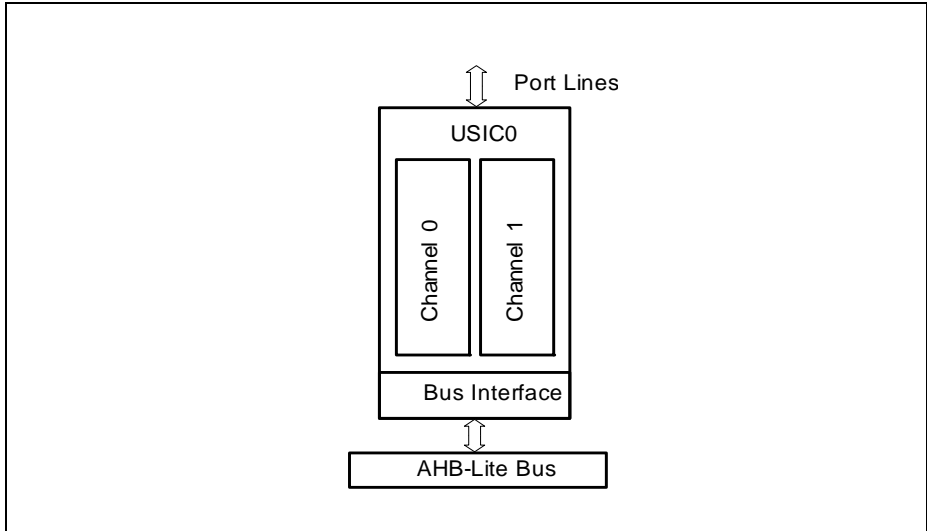 Port Lines
USIC0
Channel 0
Channel 1
Bus Interface
AHB-Lite Bus